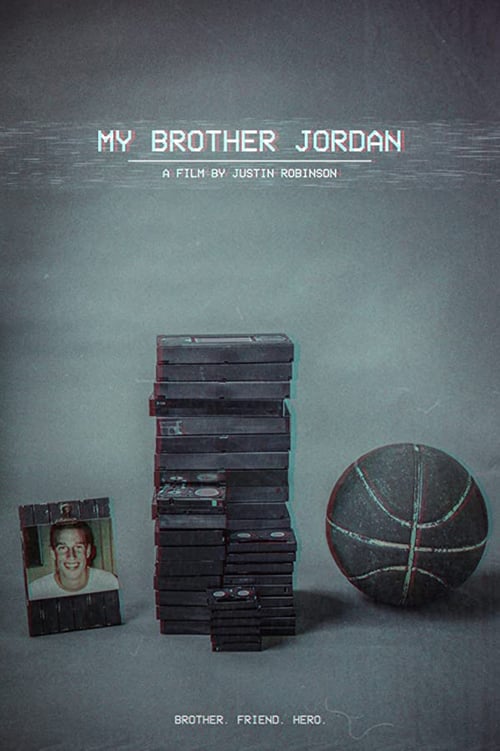 MY BROTHER JORDAN
A FILM BY JUSTIN ROBINSON
BROTHER. FRIEND. HERO.